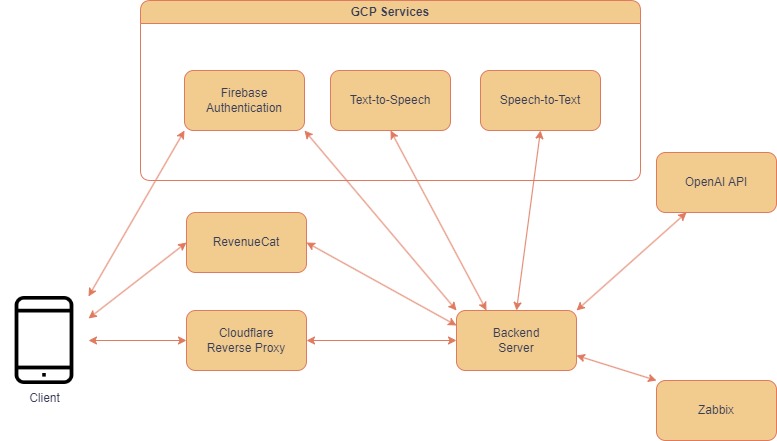 GCP Services
Firebase
Authentication
Text-to-Speech
Speech-to-Text
OpenAI API
RevenueCat
Cloudflare
Reverse Proxy
Backend
Server
Client
Zabbix